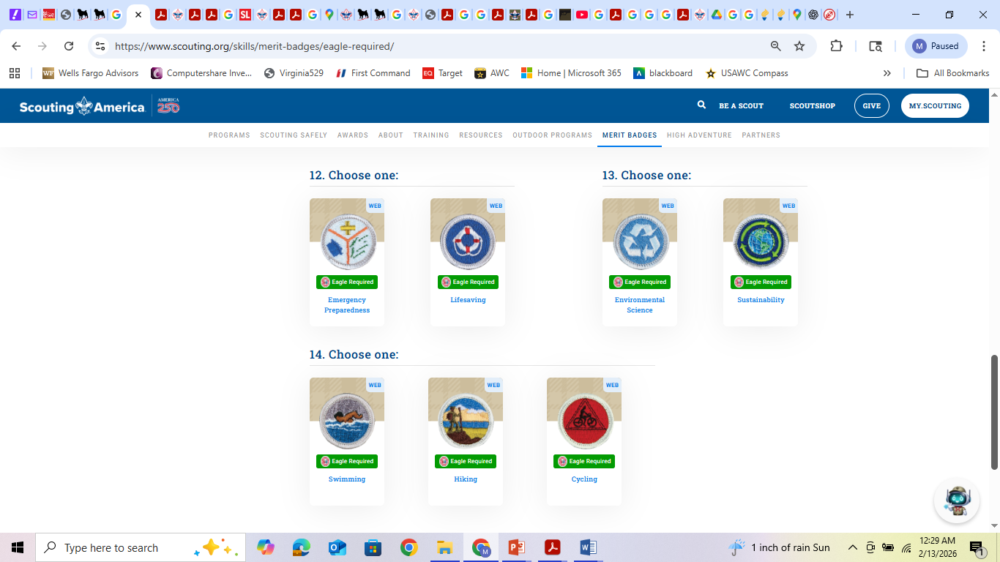 https://www.scouting.org/skills/merit-badges/eagle-required/
M Paused
WF Wells Fargo Advisors
Computershare Inve...
Virginia529
First Command
EQ Target
AWC
Home | Microsoft 365
blackboard
USAWC Compass
All Bookmarks
Scouting America
AMERICA
250
BE A SCOUT
SCOUTSHOP
GIVE
MY.SCOUTING
PROGRAMS
SCOUTING SAFELY
AWARDS
ABOUT
TRAINING
RESOURCES
OUTDOOR PROGRAMS
MERIT BADGES
HIGH ADVENTURE
PARTNERS
12. Choose one:
WEB
Eagle Required
Emergency
Preparedness
WEB
Eagle Required
Lifesaving
13. Choose one:
WEB
Eagle Required
Environmental
Science
WEB
Eagle Required
Sustainability
14. Choose one:
WEB
Eagle Required
Swimming
WEB
Eagle Required
Hiking
WEB
Eagle Required
Cycling
Type here to search
1 inch of rain Sun
12:29 AM
2/13/2026
1